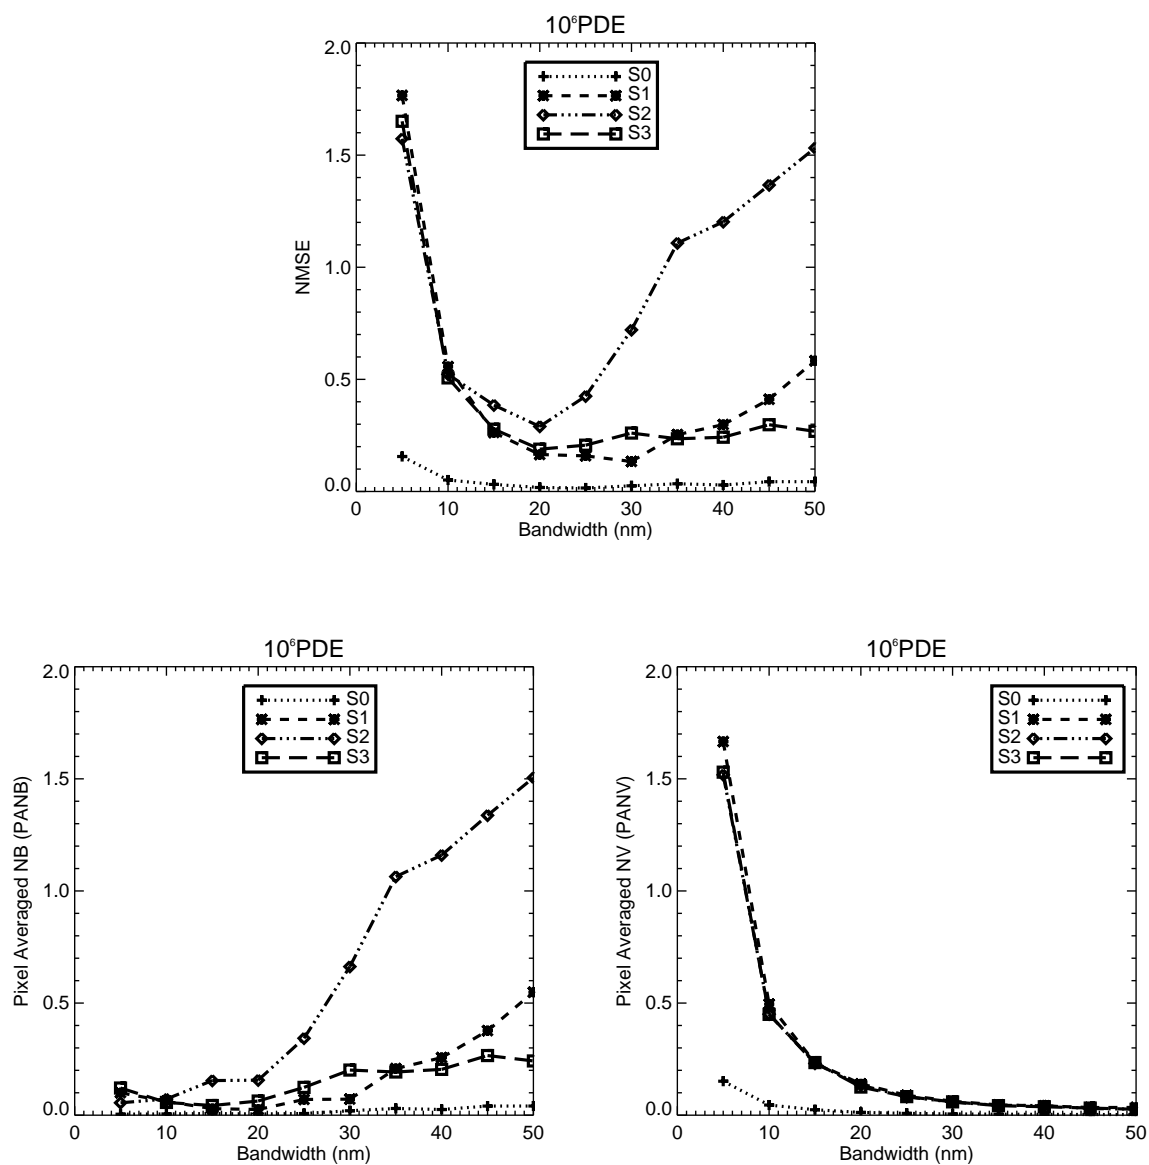 10⁶PDE
2.0
1.5
1.0
0.5
0.0
NMSE
S0
S1
S2
S3
0 10 20 30 40 50
Bandwidth (nm)
10⁶PDE
2.0
1.5
1.0
0.5
0.0
Pixel Averaged NB (PANB)
S0
S1
S2
S3
0 10 20 30 40 50
Bandwidth (nm)
10⁶PDE
2.0
1.5
1.0
0.5
0.0
Pixel Averaged NV (PANV)
S0
S1
S2
S3
0 10 20 30 40 50
Bandwidth (nm)